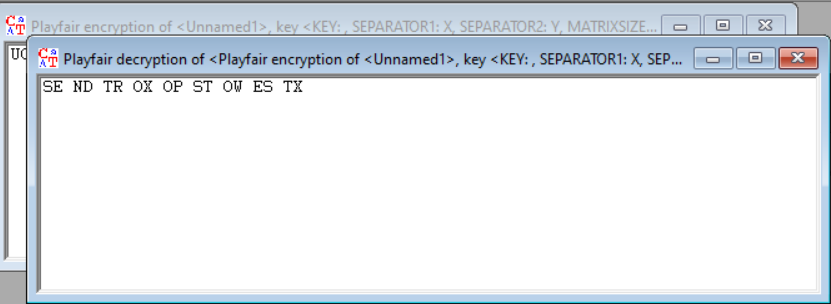 Playfair encryption of <Unnamed1>, key <KEY: , SEPARATOR1: X, SEPARATOR2: Y, MATRIXSIZE...
Playfair decryption of <Playfair encryption of <Unnamed1>, key <KEY: , SEPARATOR1: X, SEP...
SE ND TR OX OP ST OW ES TX